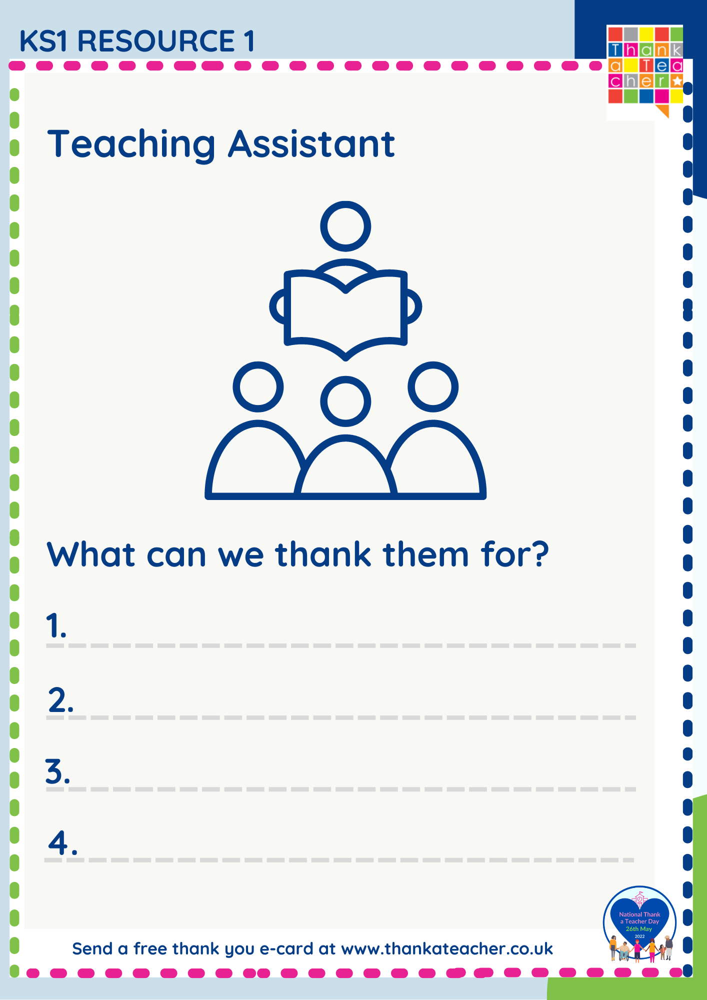 KS1 RESOURCE 1
Thank
a Tea
cher
Teaching Assistant
What can we thank them for?
1.
2.
3.
4.
National Thank
a Teacher Day
26th May
2022
Send a free thank you e-card at www.thankateacher.co.uk